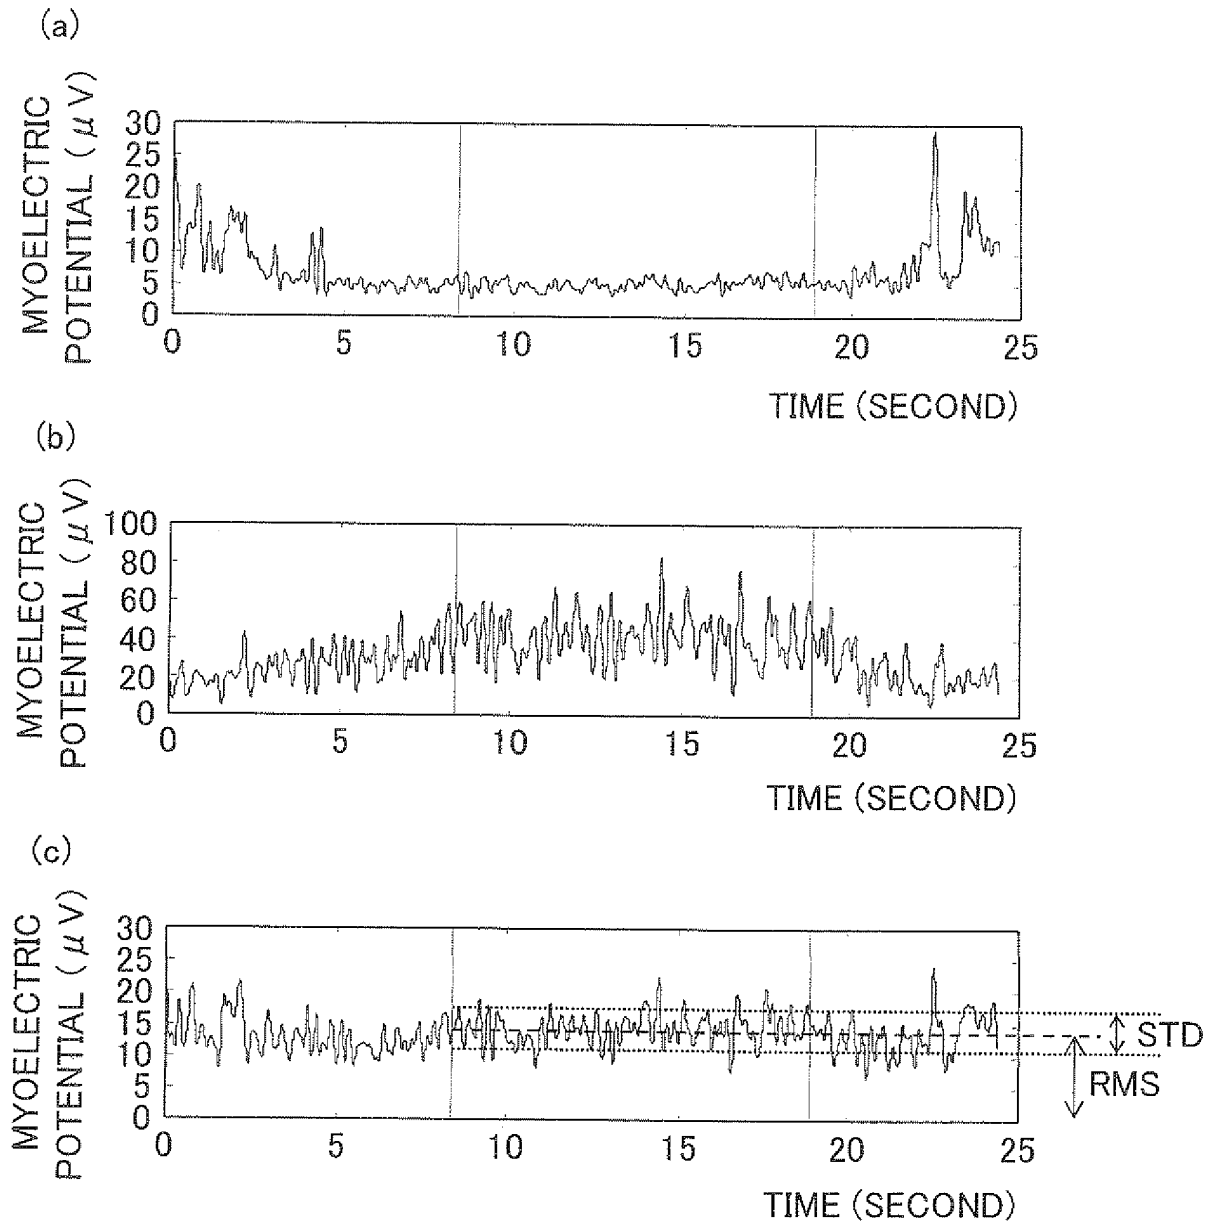 (a)
MYOELECTRIC
POTENTIAL (μV)
30
25
20
15
10
5
0
0 5 10 15 20 25
TIME (SECOND)
(b)
MYOELECTRIC
POTENTIAL (μV)
100
80
60
40
20
0
0 5 10 15 20 25
TIME (SECOND)
(c)
MYOELECTRIC
POTENTIAL (μV)
30
25
20
15
10
5
0
STD
RMS
0 5 10 15 20 25
TIME (SECOND)